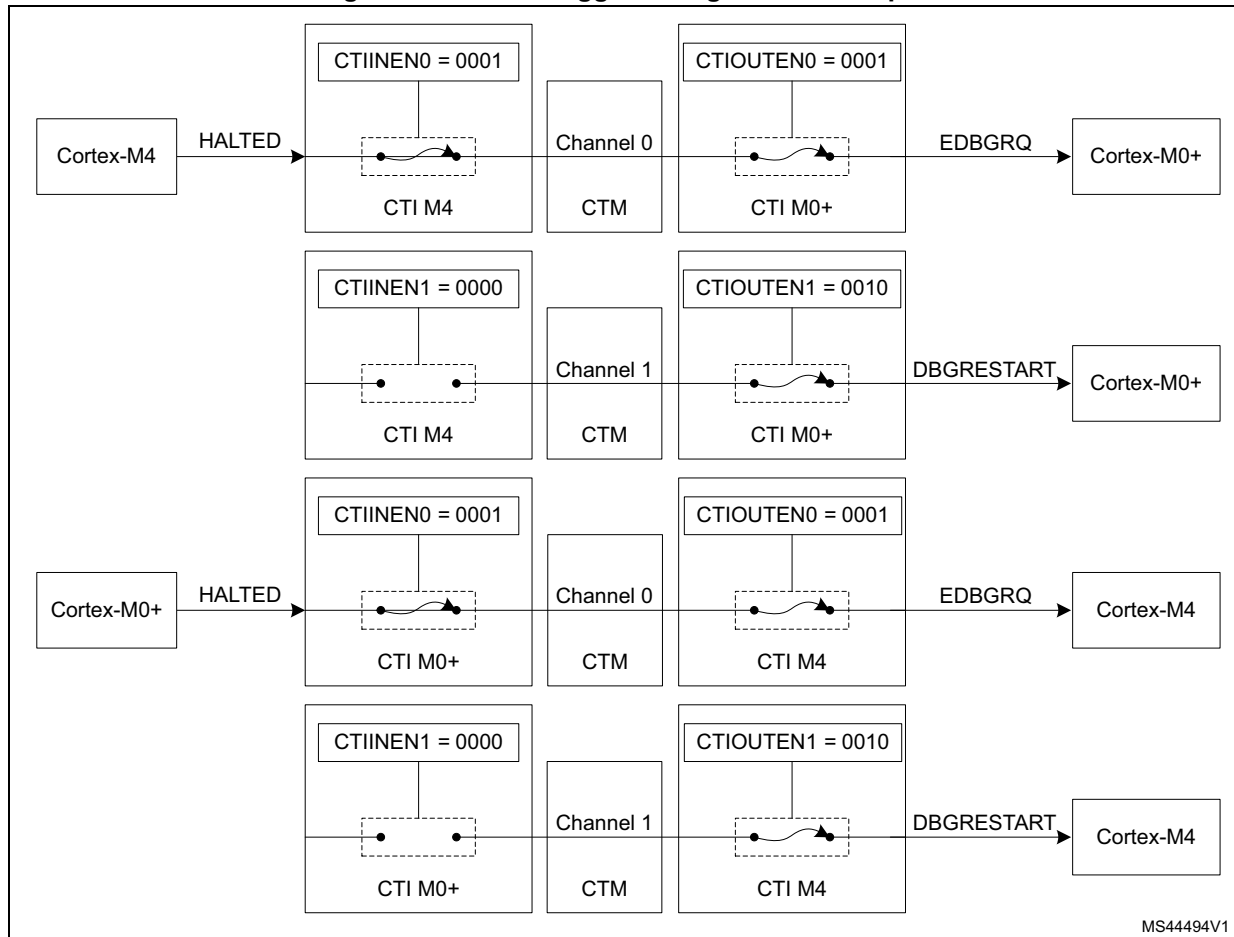 CTIINEN0 = 0001
CTIOUTEN0 = 0001
Cortex-M4
HALTED
Channel 0
EDBGRQ
Cortex-M0+
CTI M4
CTM
CTI M0+
CTIINEN1 = 0000
CTIOUTEN1 = 0010
Channel 1
DBGRESTART
Cortex-M0+
CTI M4
CTM
CTI M0+
CTIINEN0 = 0001
CTIOUTEN0 = 0001
Cortex-M0+
HALTED
Channel 0
EDBGRQ
Cortex-M4
CTI M0+
CTM
CTI M4
CTIINEN1 = 0000
CTIOUTEN1 = 0010
Channel 1
DBGRESTART
Cortex-M4
CTI M0+
CTM
CTI M4
MS44494V1